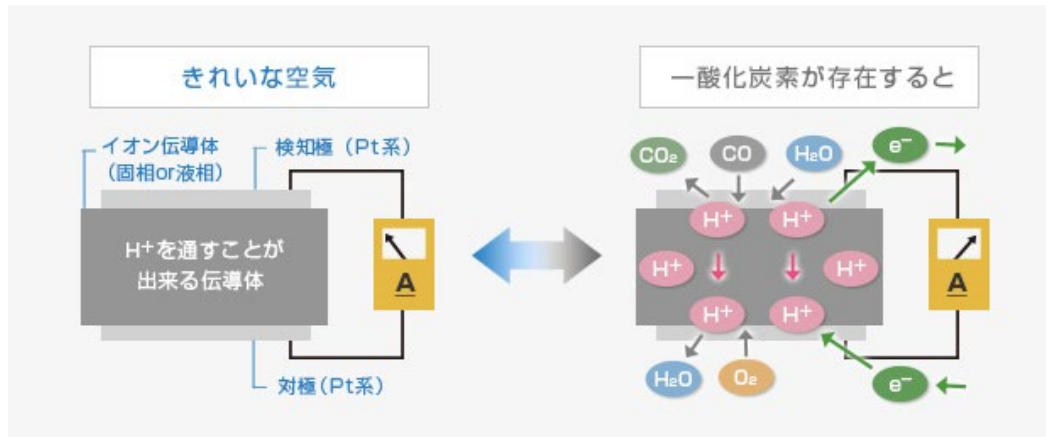 きれいな空気
イオン伝導体
(固相or液相)
検知極(Pt系)
H⁺を通すことが
出来る伝導体
A
対極(Pt系)
一酸化炭素が存在すると
CO₂
CO
H₂O
e⁻
H⁺
H⁺
H⁺
H⁺
H⁺
H⁺
A
H₂O
O₂
e⁻